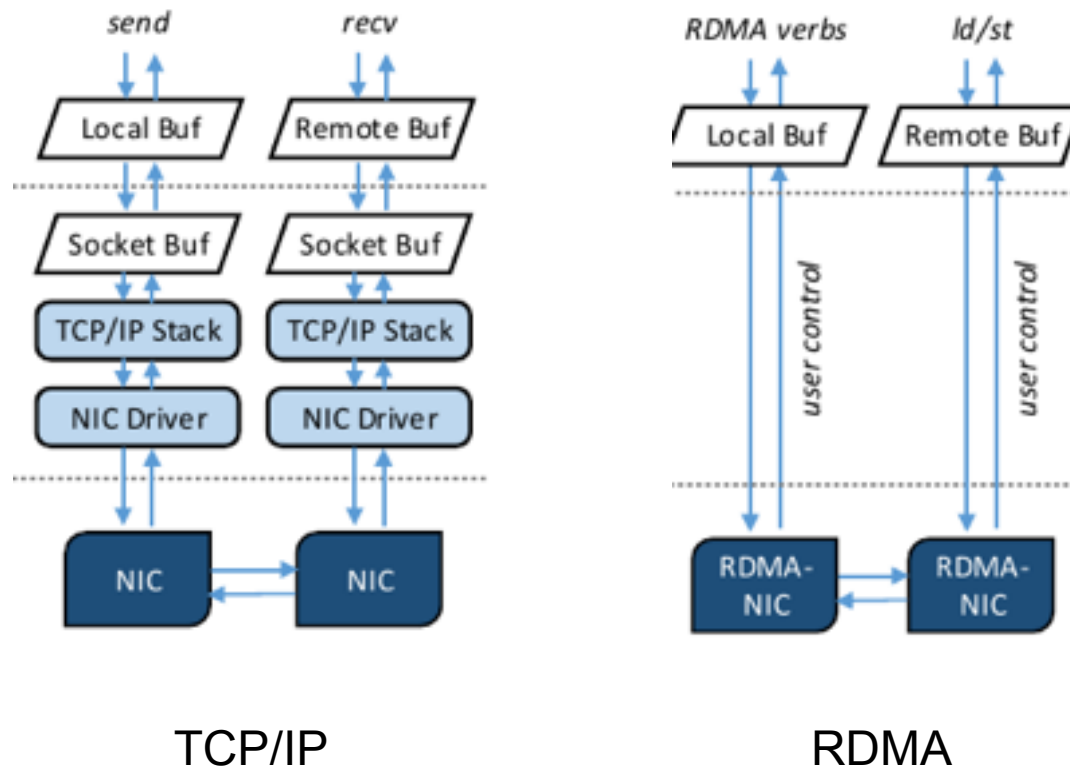 send recv
Local Buf Remote Buf
Socket Buf Socket Buf
TCP/IP Stack TCP/IP Stack
NIC Driver NIC Driver
NIC NIC
TCP/IP
RDMA verbs ld/st
Local Buf Remote Buf
user control user control
RDMA- RDMA-
NIC NIC
RDMA